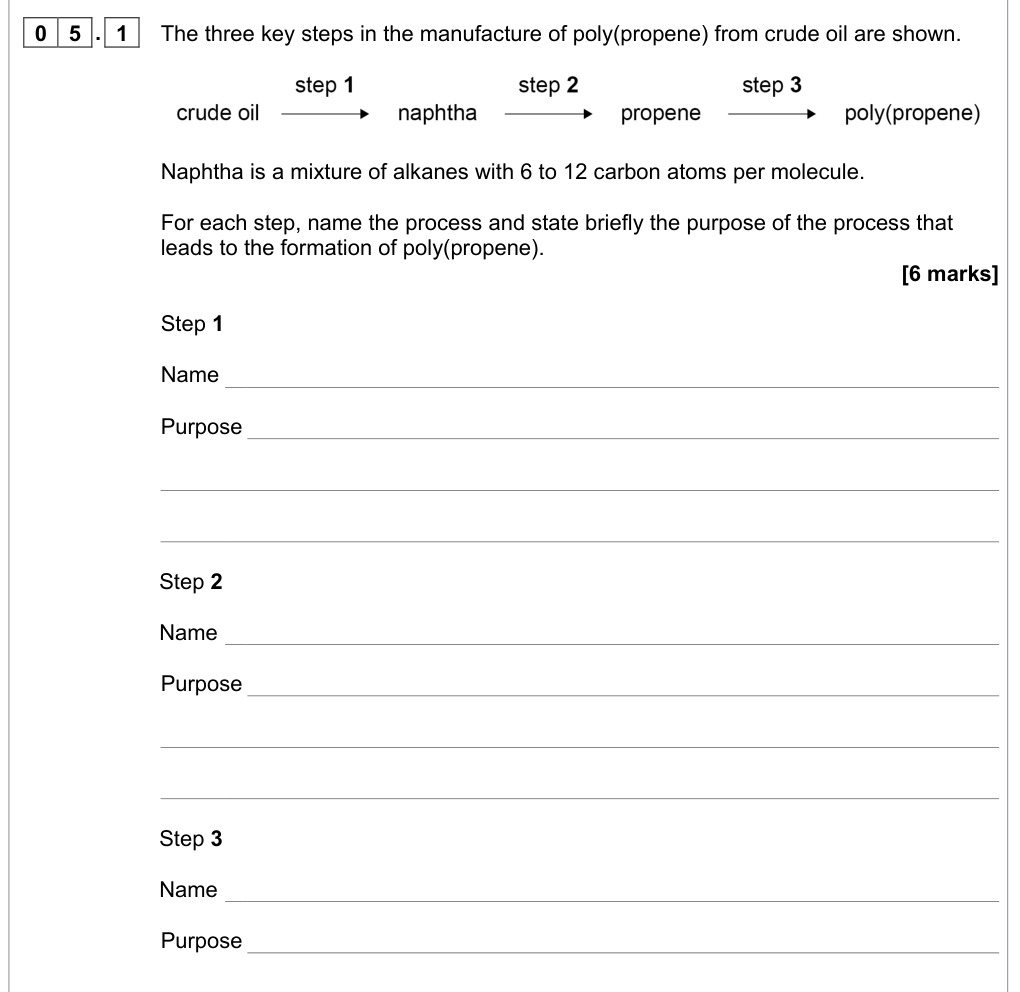 0 5 . 1 The three key steps in the manufacture of poly(propene) from crude oil are shown.
step 1 step 2 step 3
crude oil naphtha propene poly(propene)
Naphtha is a mixture of alkanes with 6 to 12 carbon atoms per molecule.
For each step, name the process and state briefly the purpose of the process that
leads to the formation of poly(propene).
[6 marks]
Step 1
Name
Purpose
Step 2
Name
Purpose
Step 3
Name
Purpose